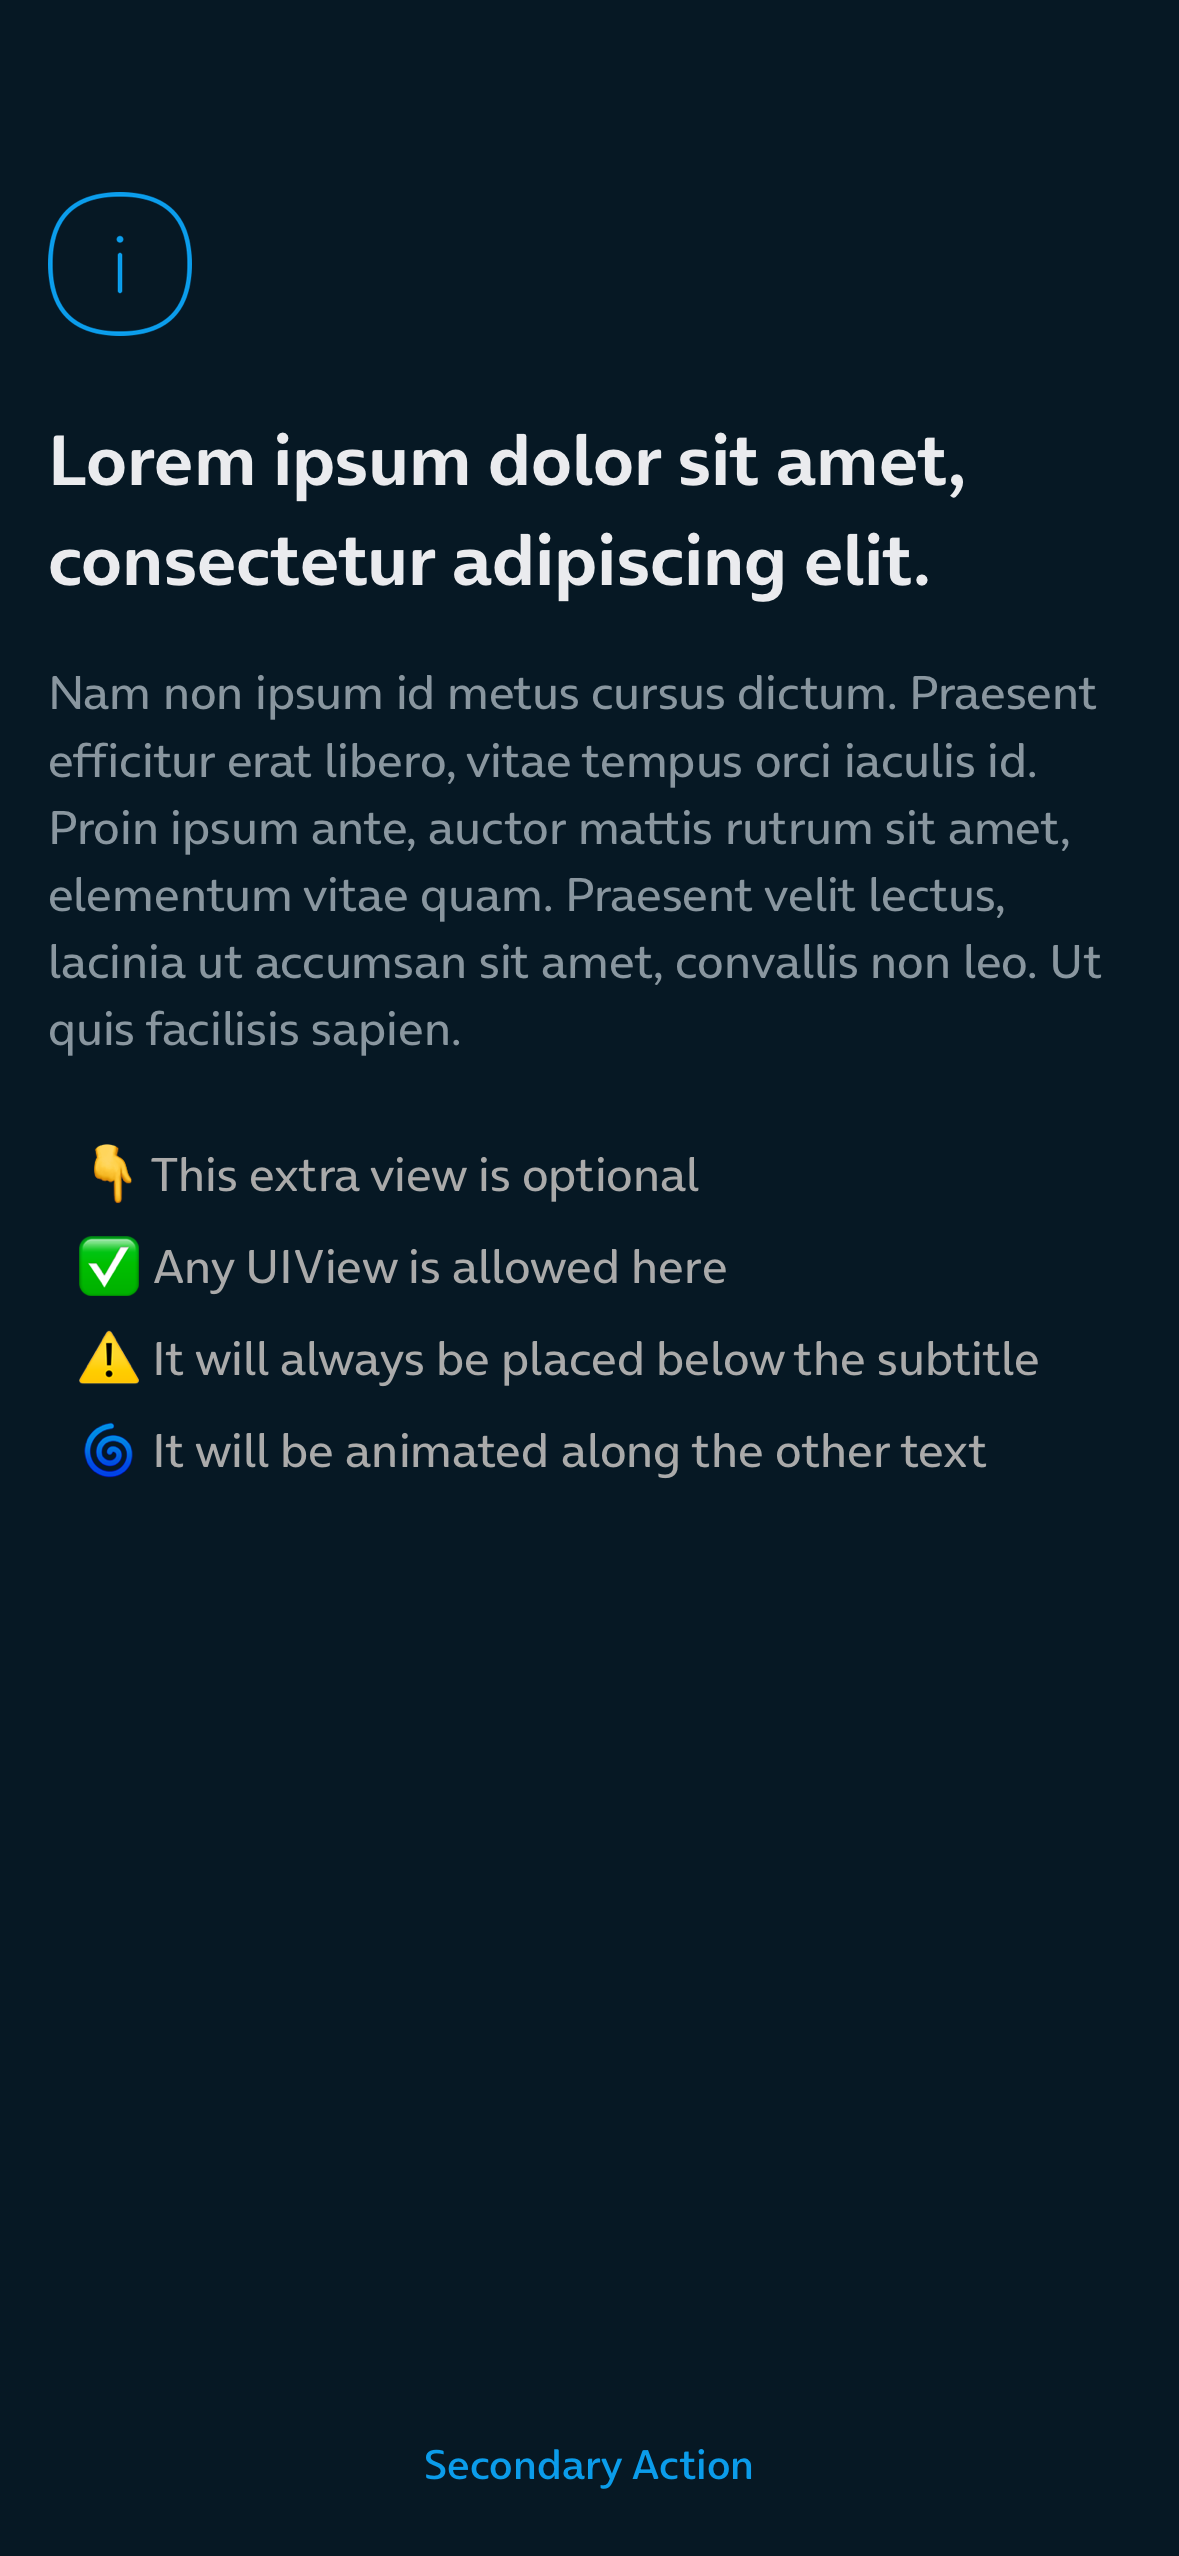 Lorem ipsum dolor sit amet,
consectetur adipiscing elit.
Nam non ipsum id metus cursus dictum. Praesent
efficitur erat libero, vitae tempus orci iaculis id.
Proin ipsum ante, auctor mattis rutrum sit amet,
elementum vitae quam. Praesent velit lectus,
lacinia ut accumsan sit amet, convallis non leo. Ut
quis facilisis sapien.
👇 This extra view is optional
✅ Any UIView is allowed here
⚠️ It will always be placed below the subtitle
🌀 It will be animated along the other text
Secondary Action